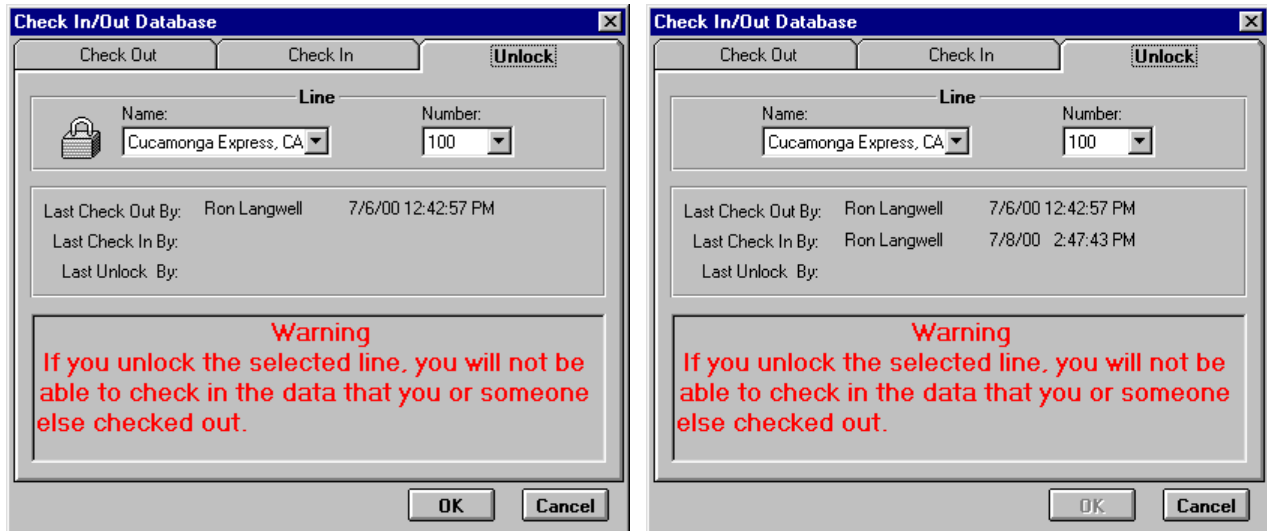 Check In/Out Database
Check Out Check In Unlock
Line
Name: Number:
Cucamonga Express, CA 100
Last Check Out By: Ron Langwell 7/6/00 12:42:57 PM
Last Check In By:
Last Unlock By:
Warning
If you unlock the selected line, you will not be
able to check in the data that you or someone
else checked out.
OK Cancel
Check In/Out Database
Check Out Check In Unlock
Line
Name: Number:
Cucamonga Express, CA 100
Last Check Out By: Ron Langwell 7/6/00 12:42:57 PM
Last Check In By: Ron Langwell 7/8/00 2:47:43 PM
Last Unlock By:
Warning
If you unlock the selected line, you will not be
able to check in the data that you or someone
else checked out.
OK Cancel